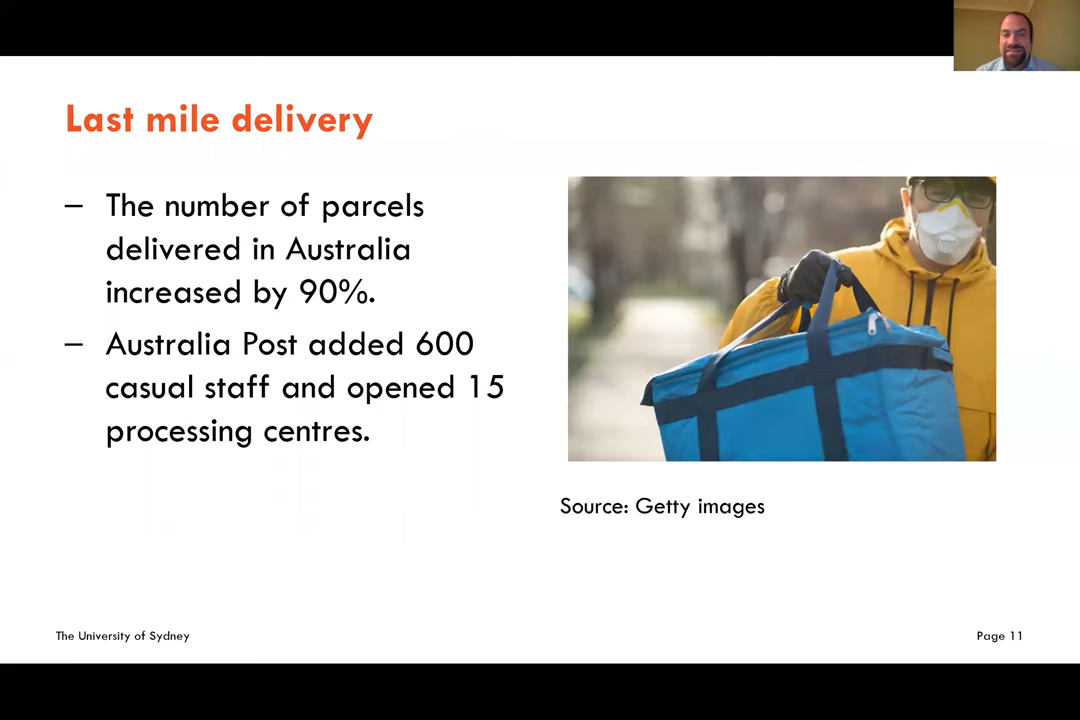 Last mile delivery
– The number of parcels
delivered in Australia
increased by 90%.
– Australia Post added 600
casual staff and opened 15
processing centres.
Source: Getty images
The University of Sydney
Page 11